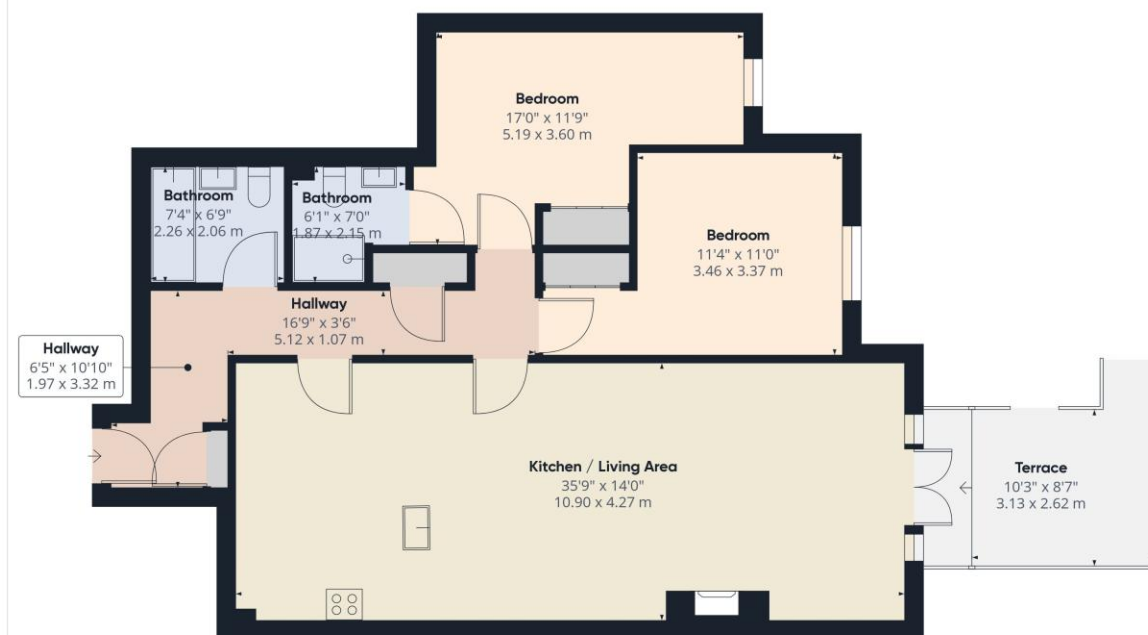 Bedroom
17'0" x 11'9"
5.19 x 3.60 m
Bathroom
7'4" x 6'9"
2.26 x 2.06 m
Bathroom
6'1" x 7'0"
1.87 x 2.15 m
Bedroom
11'4" x 11'0"
3.46 x 3.37 m
Hallway
16'9" x 3'6"
5.12 x 1.07 m
Hallway
6'5" x 10'10"
1.97 x 3.32 m
Kitchen / Living Area
35'9" x 14'0"
10.90 x 4.27 m
Terrace
10'3" x 8'7"
3.13 x 2.62 m